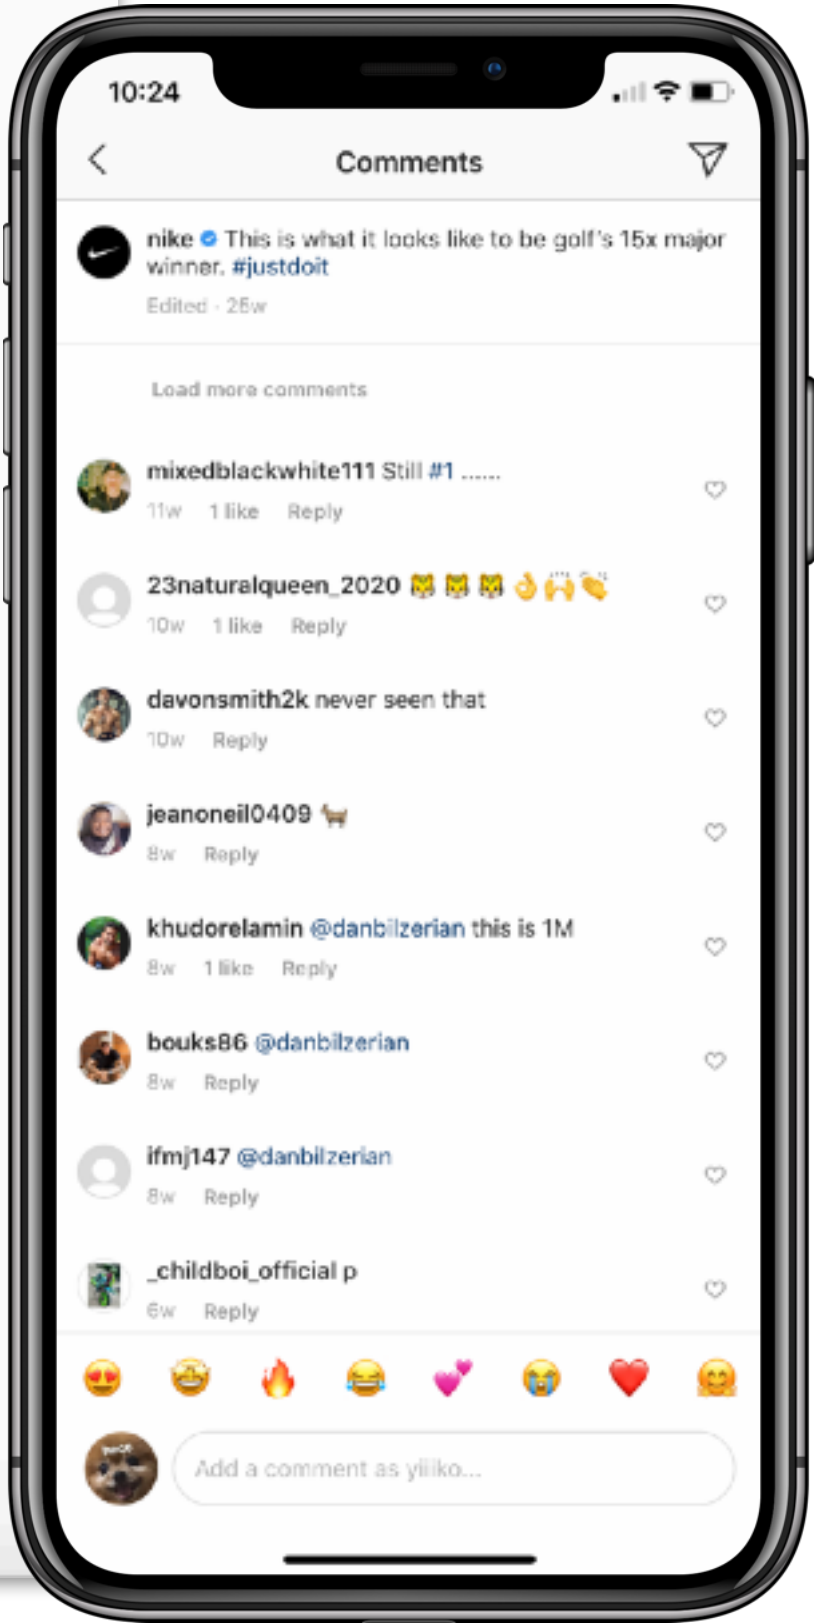 10:24
Comments
nike This is what it looks like to be golf's 15x major
winner. #justdoit
Edited · 25w
Load more comments
mixedblackwhite111 Still #1 ......
11w 1 like Reply
23naturalqueen_2020 🐯 🐯 🐯 👌 🙌 👏
10w 1 like Reply
davonsmith2k never seen that
10w Reply
jeanoneil0409 🐐
8w Reply
khudorelamin @danbilzerian this is 1M
8w 1 like Reply
bouks86 @danbilzerian
8w Reply
ifmj147 @danbilzerian
8w Reply
_childboi_official p
6w Reply
😍 🤩 🔥 😂 💕 😭 ❤️ 🤗
Add a comment as yiiiko...